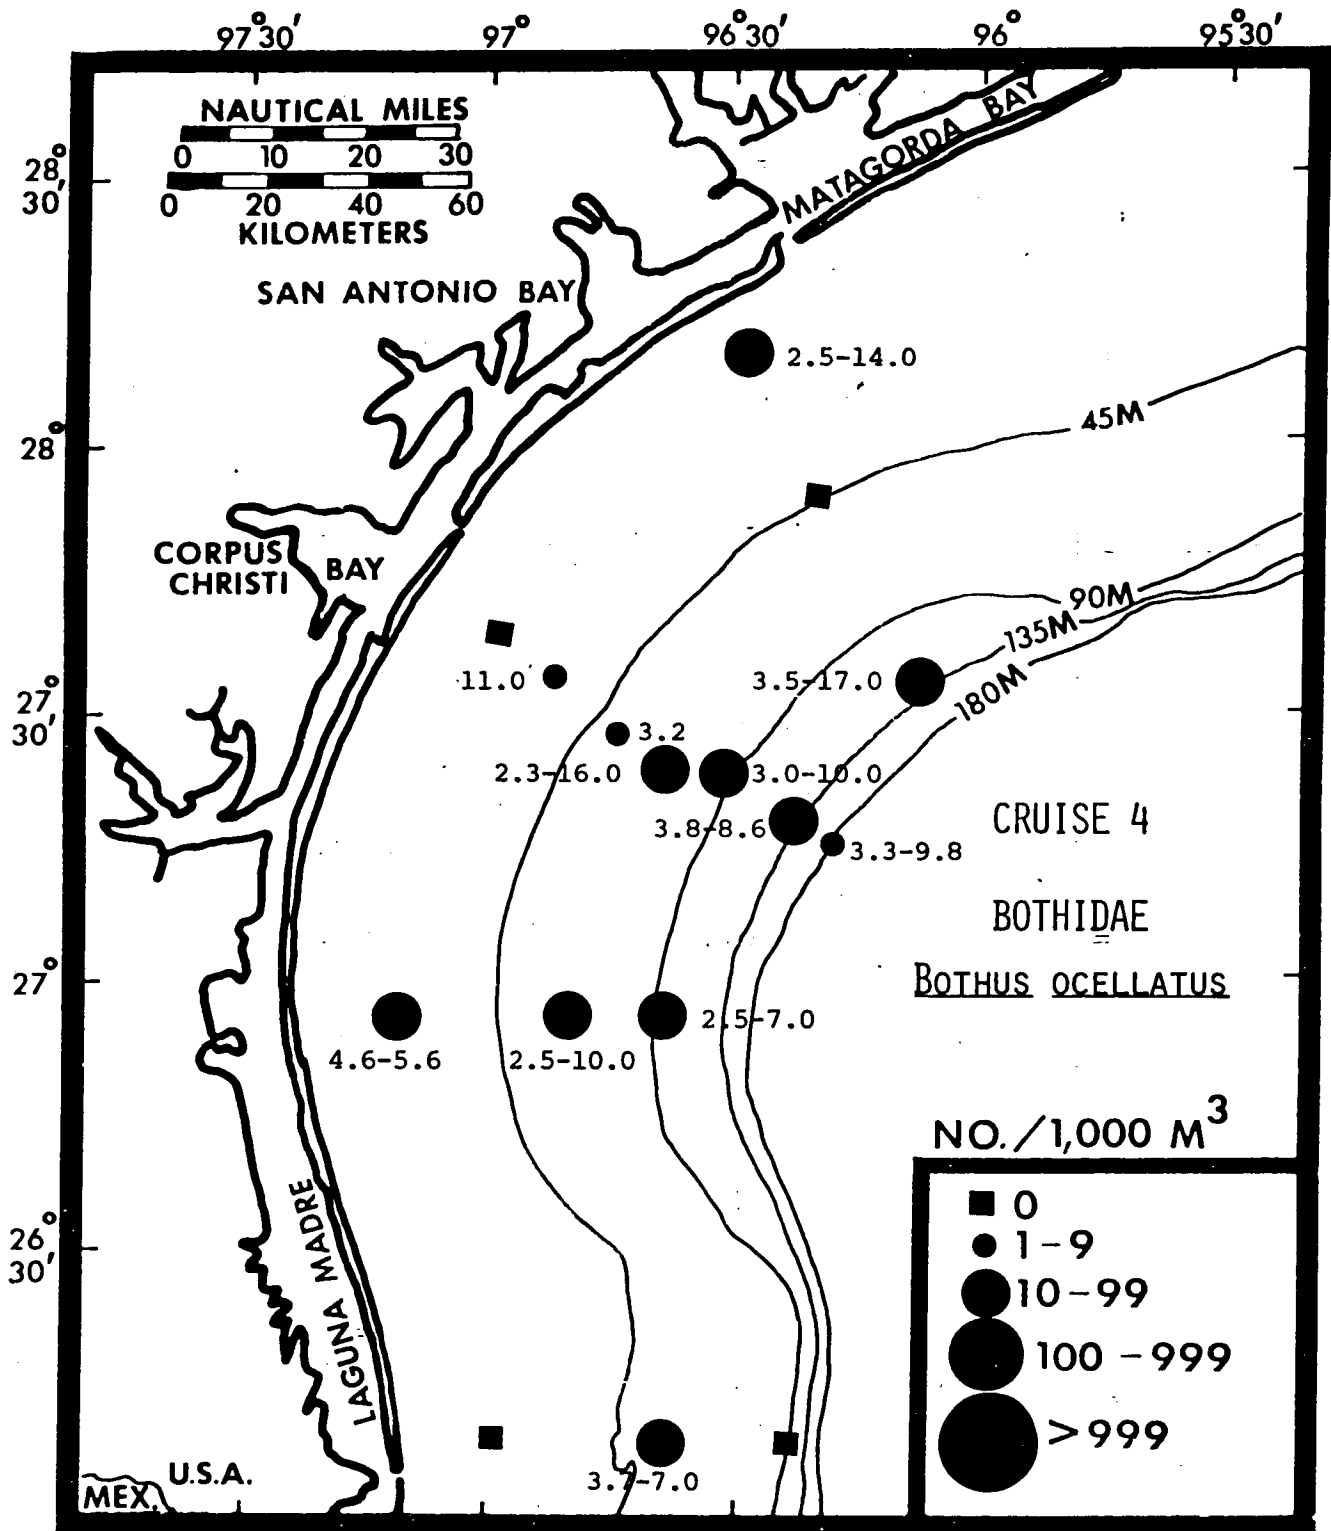 97°30′ 97° 96°30′ 96° 95°30′
NAUTICAL MILES
0 10 20 30
0 20 40 60
KILOMETERS
28°
30′
MATAGORDA BAY
SAN ANTONIO BAY
2.5-14.0
45M
28°
CORPUS
CHRISTI
BAY
90M
135M
180M
11.0
3.5-17.0
27°
30′
3.2
2.3-16.0
3.0-10.0
3.8-8.6
3.3-9.8
CRUISE 4
BOTHIDAE
BOTHUS OCELLATUS
27°
2.5-7.0
4.6-5.6
2.5-10.0
NO./1,000 M³
0
1-9
10-99
100-999
>999
26°
30′
LAGUNA MADRE
3.7-7.0
U.S.A.
MEX.